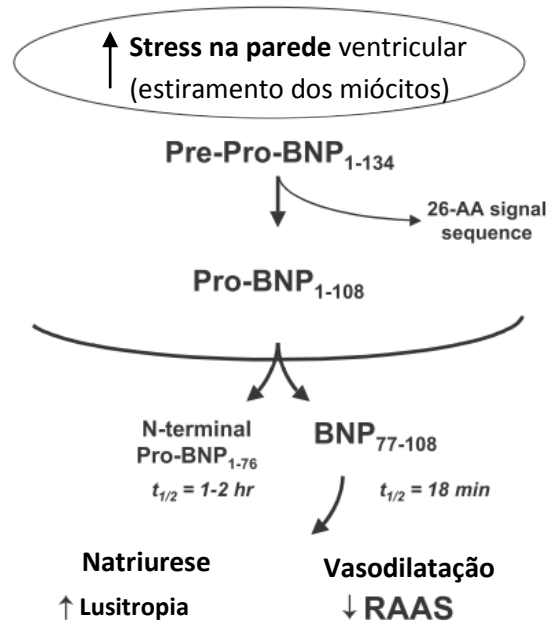 ↑ Stress na parede ventricular
(estiramento dos miócitos)
Pre-Pro-BNP1-134
26-AA signal
sequence
Pro-BNP1-108
N-terminal
Pro-BNP1-76
t1/2 = 1-2 hr
BNP77-108
t1/2 = 18 min
Natriurese
↑ Lusitropia
Vasodilatação
↓ RAAS